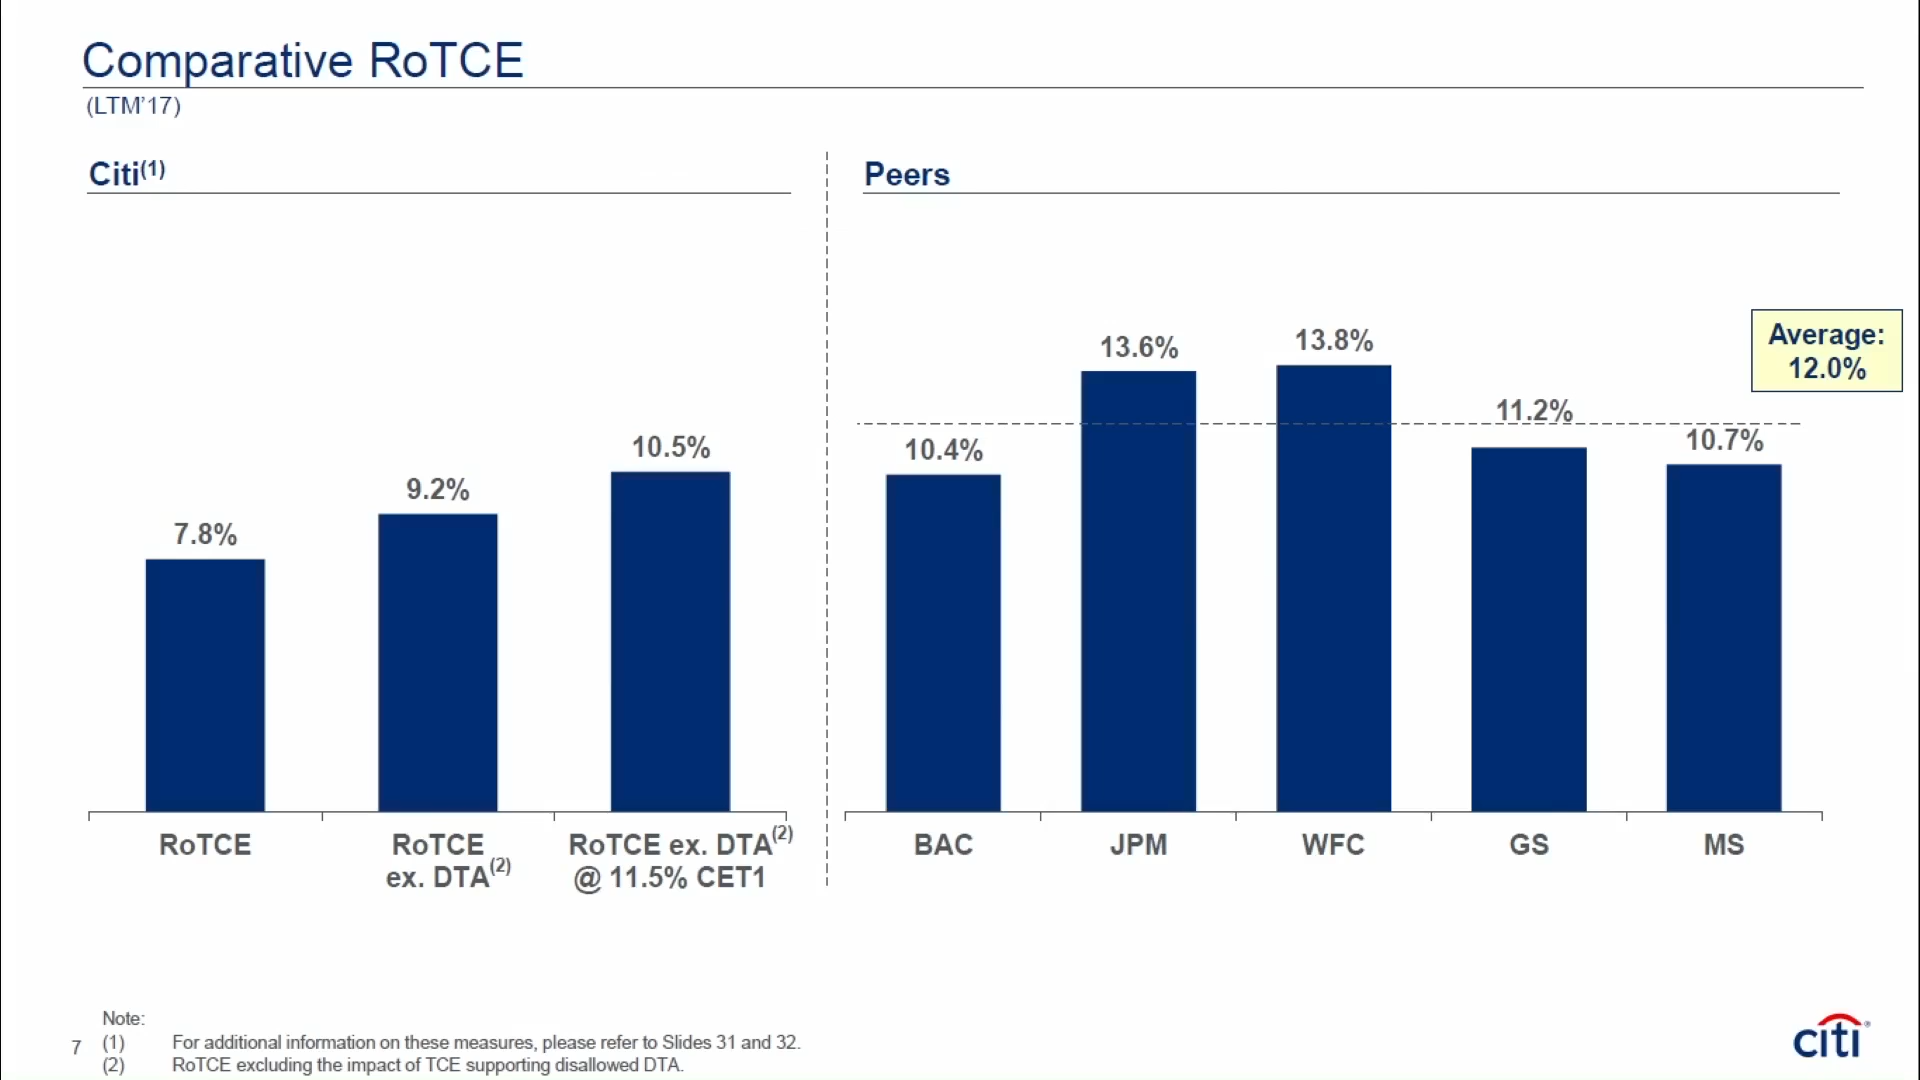 Comparative RoTCE
(LTM'17)
Citi(1)
7.8%
9.2%
10.5%
RoTCE
RoTCE
ex. DTA(2)
RoTCE ex. DTA(2)
@ 11.5% CET1
Peers
Average:
12.0%
10.4%
13.6%
13.8%
11.2%
10.7%
BAC
JPM
WFC
GS
MS
Note:
(1) For additional information on these measures, please refer to Slides 31 and 32.
(2) RoTCE excluding the impact of TCE supporting disallowed DTA.
7
citi®